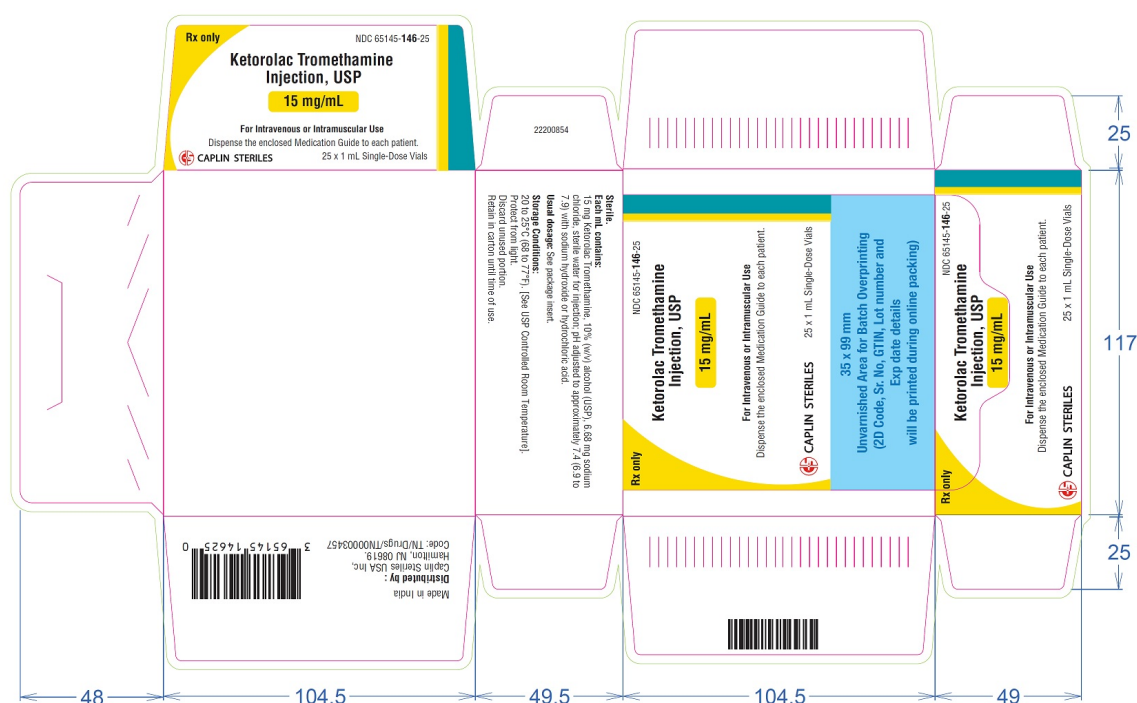 Rx only
NDC 65145-146-25
Ketorolac Tromethamine
Injection, USP
15 mg/mL
For Intravenous or Intramuscular Use
Dispense the enclosed Medication Guide to each patient.
CAPLIN STERILES
25 x 1 mL Single-Dose Vials
22200854
Sterile.
Each mL contains:
15 mg Ketorolac Tromethamine, 10% (w/v) alcohol (USP), 6.68 mg sodium
chloride, sterile water for injection; pH adjusted to approximately 7.4 (6.9 to
7.9) with sodium hydroxide or hydrochloric acid.
Usual dosage: See package insert.
Storage Conditions:
20 to 25°C (68 to 77°F). [See USP Controlled Room Temperature].
Protect from light.
Discard unused portion.
Retain in carton until time of use.
NDC 65145-146-25
Ketorolac Tromethamine
Injection, USP
15 mg/mL
For Intravenous or Intramuscular Use
Dispense the enclosed Medication Guide to each patient.
25 x 1 mL Single-Dose Vials
CAPLIN STERILES
Rx only
35 x 99 mm
Unvarnished Area for Batch Overprinting
(2D Code, Sr. No, GTIN, Lot number and
Exp date details
will be printed during online packing)
NDC 65145-146-25
Ketorolac Tromethamine
Injection, USP
15 mg/mL
For Intravenous or Intramuscular Use
Dispense the enclosed Medication Guide to each patient.
25 x 1 mL Single-Dose Vials
CAPLIN STERILES
Rx only
25
117
25
Made in India
Distributed by :
Caplin Steriles USA Inc,
Hamilton, NJ 08619.
Code: TN/Drugs/TN00003457
3 65145 14625 0
48
104.5
49.5
104.5
49